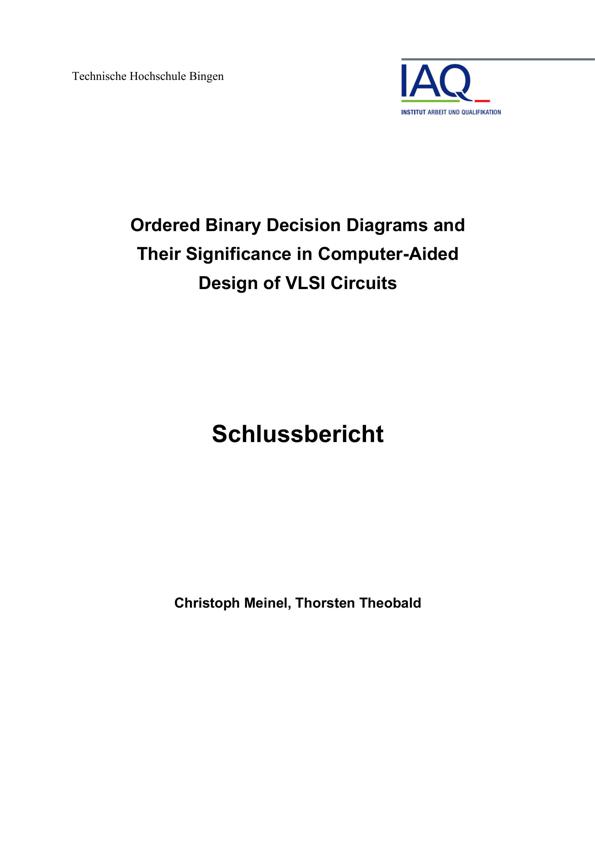 Technische Hochschule Bingen
IAQ
INSTITUT ARBEIT UND QUALIFIKATION
Ordered Binary Decision Diagrams and
Their Significance in Computer-Aided
Design of VLSI Circuits
Schlussbericht
Christoph Meinel, Thorsten Theobald